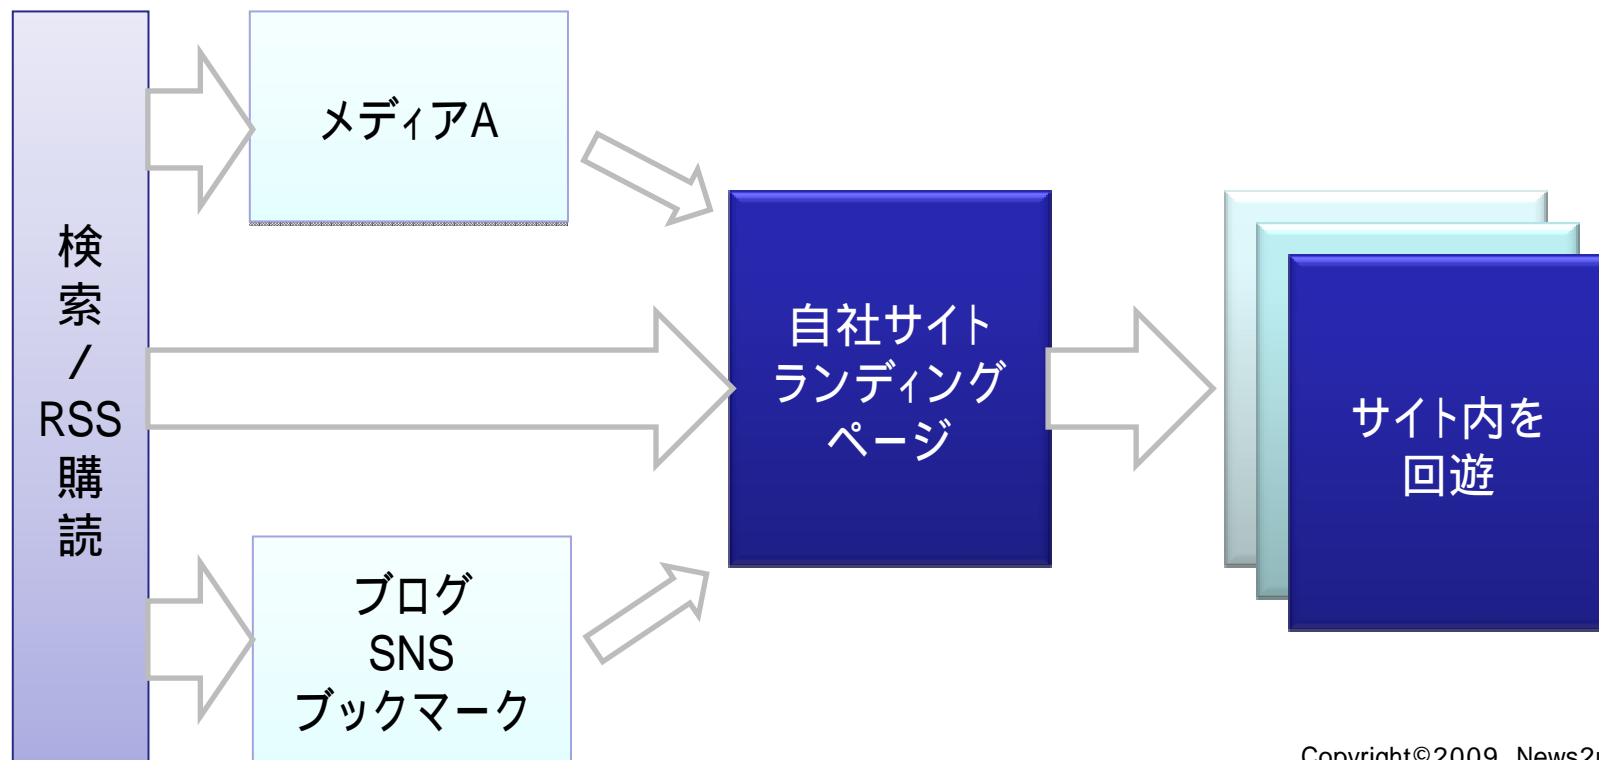 検
索
/
RSS
購
読
メディアA
ブログ
SNS
ブックマーク
自社サイト
ランディング
ページ
サイト内を
回遊
Copyright©2009 News2